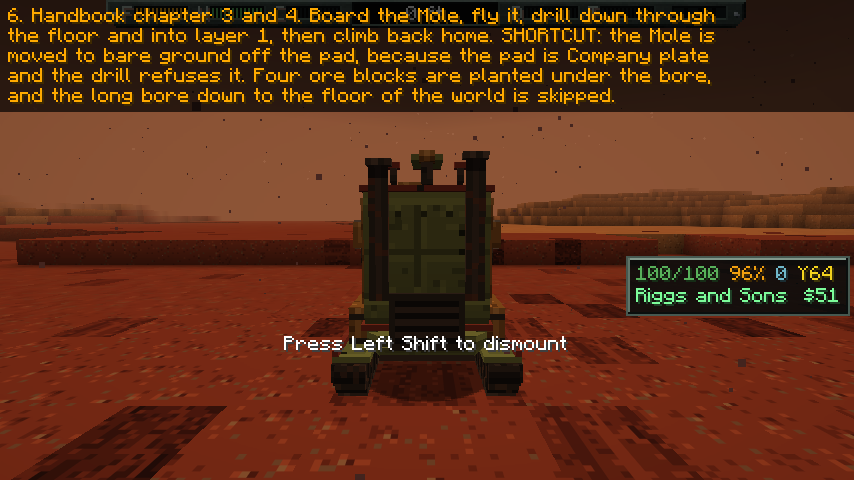 6. Handbook chapter 3 and 4. Board the Mole, fly it, drill down through
the floor and into layer 1, then climb back home. SHORTCUT: the Mole is
moved to bare ground off the pad, because the pad is Company plate
and the drill refuses it. Four ore blocks are planted under the bore,
and the long bore down to the floor of the world is skipped.
100/100 96% 0 Y64
Riggs and Sons $51
Press Left Shift to dismount